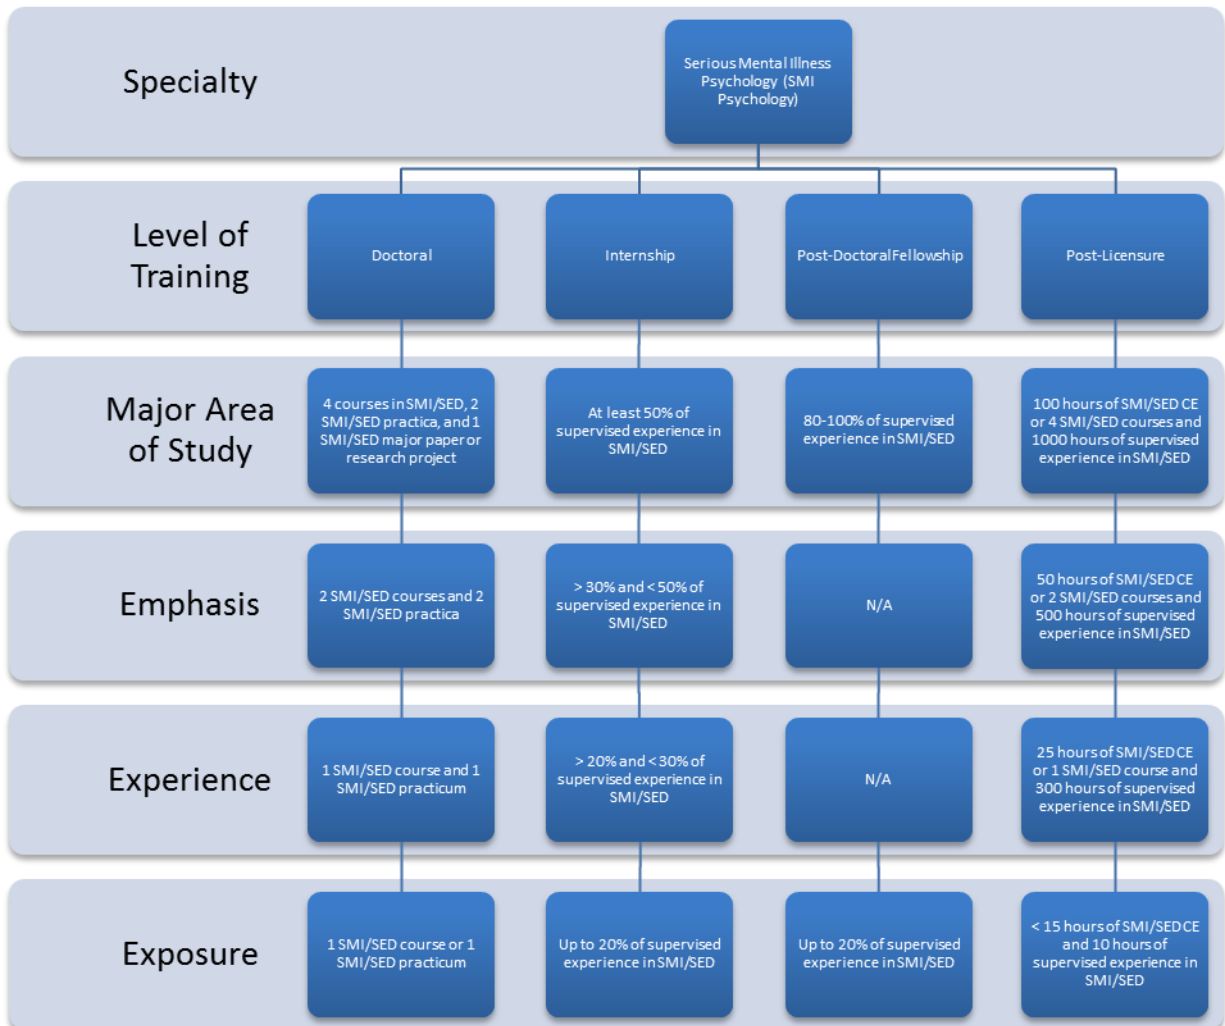 Specialty
Serious Mental Illness
Psychology (SMI
Psychology)
Level of
Training
Doctoral
Internship
Post-DoctoralFellowship
Post-Licensure
Major Area
of Study
4 courses in SMI/SED, 2
SMI/SED practica, and 1
SMI/SED major paper or
research project
At least 50% of
supervised experience in
SMI/SED
80-100% of supervised
experience in SMI/SED
100 hours of SMI/SED CE
or 4 SMI/SED courses and
1000 hours of supervised
experience in SMI/SED
Emphasis
2 SMI/SED courses and 2
SMI/SED practica
> 30% and < 50% of
supervised experience in
SMI/SED
N/A
50 hours of SMI/SED CE
or 2 SMI/SED courses and
500 hours of supervised
experience in SMI/SED
Experience
1 SMI/SED course and 1
SMI/SED practicum
> 20% and <30% of
supervised experience in
SMI/SED
N/A
25 hours of SMI/SED CE
or 1 SMI/SED course and
300 hours of supervised
experience in SMI/SED
Exposure
1 SMI/SED course or 1
SMI/SED practicum
Up to 20% of supervised
experience in SMI/SED
Up to 20% of supervised
experience in SMI/SED
< 15 hours of SMI/SED CE
and 10 hours of
supervised experience in
SMI/SED